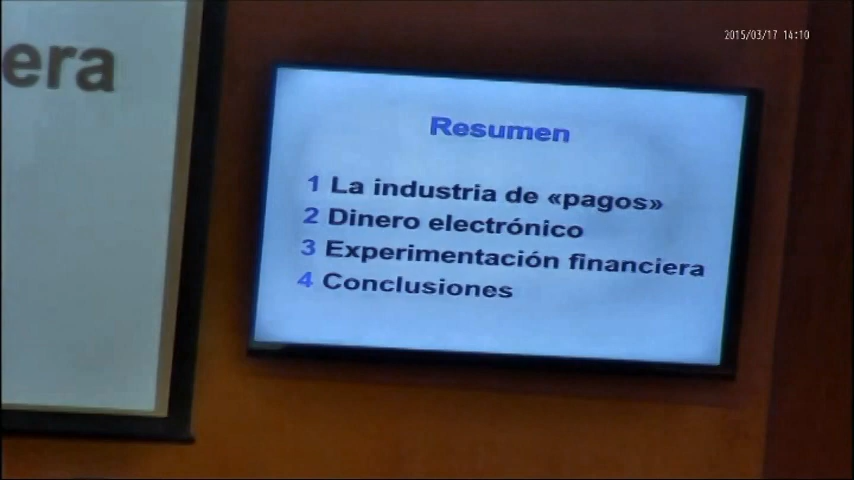 2015/03/17 14:10
era
Resumen
1 La industria de «pagos»
2 Dinero electrónico
3 Experimentación financiera
4 Conclusiones